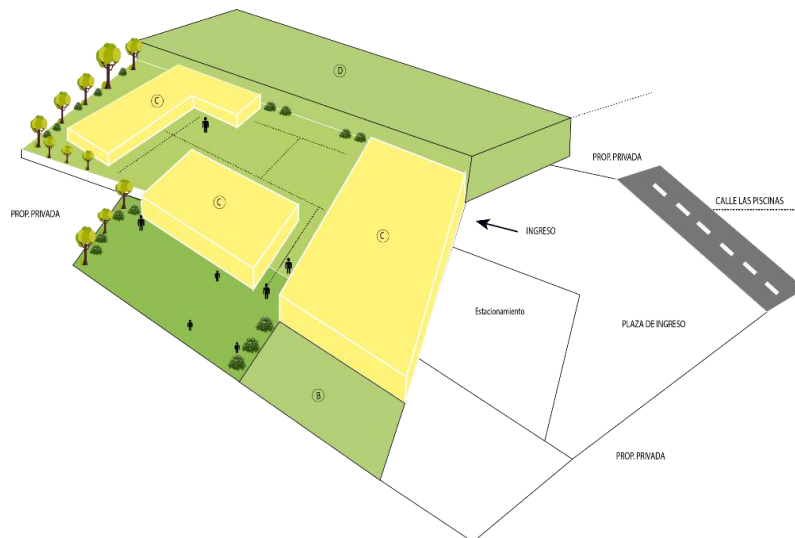 D
C
PROP. PRIVADA
CALLE LAS PISCINAS
C
PROP. PRIVADA
C
INGRESO
Estacionamiento
PLAZA DE INGRESO
B
PROP. PRIVADA